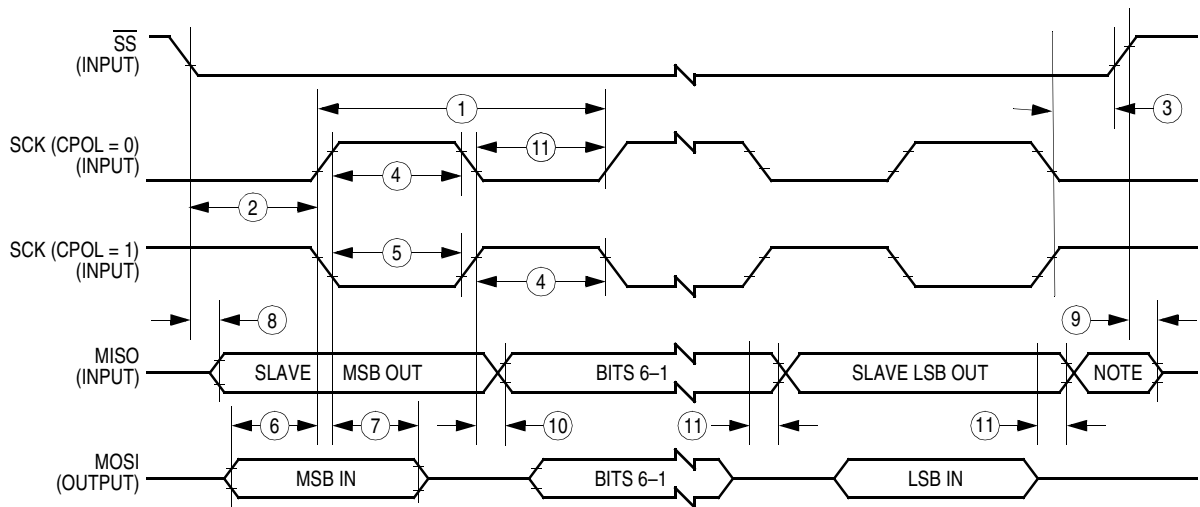 SS
(INPUT)
1
3
SCK (CPOL = 0)
(INPUT)
11
4
2
SCK (CPOL = 1)
(INPUT)
5
4
8
9
MISO
(INPUT)
SLAVE MSB OUT
BITS 6–1
SLAVE LSB OUT
NOTE
6
7
10
11
11
MOSI
(OUTPUT)
MSB IN
BITS 6–1
LSB IN